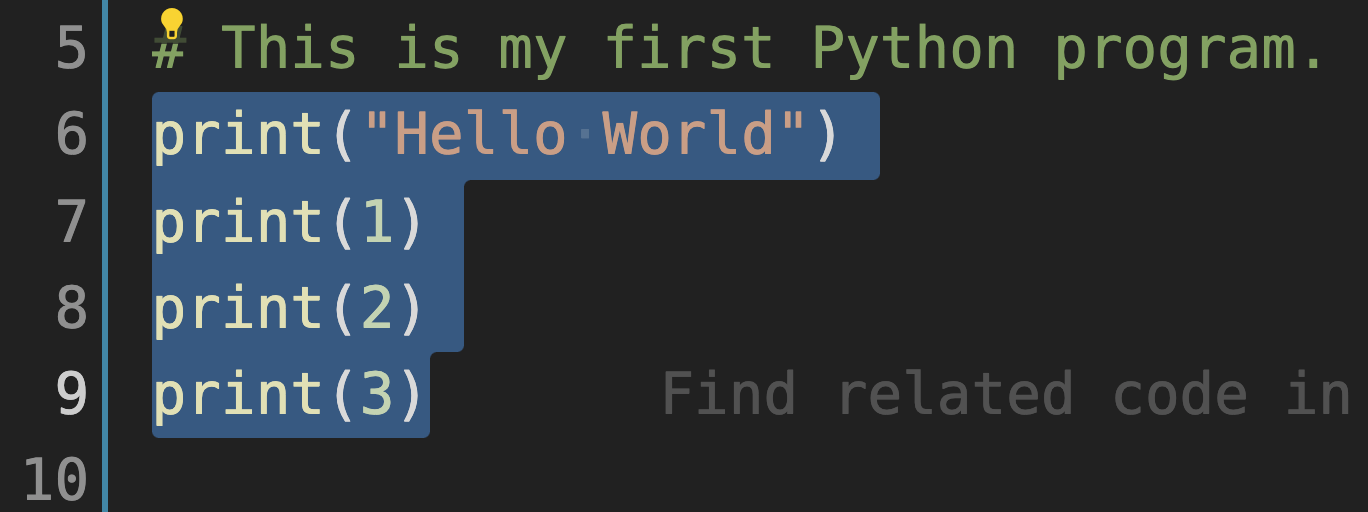 5 # This is my first Python program.
6 print("Hello World")
7 print(1)
8 print(2)
9 print(3) Find related code in
10